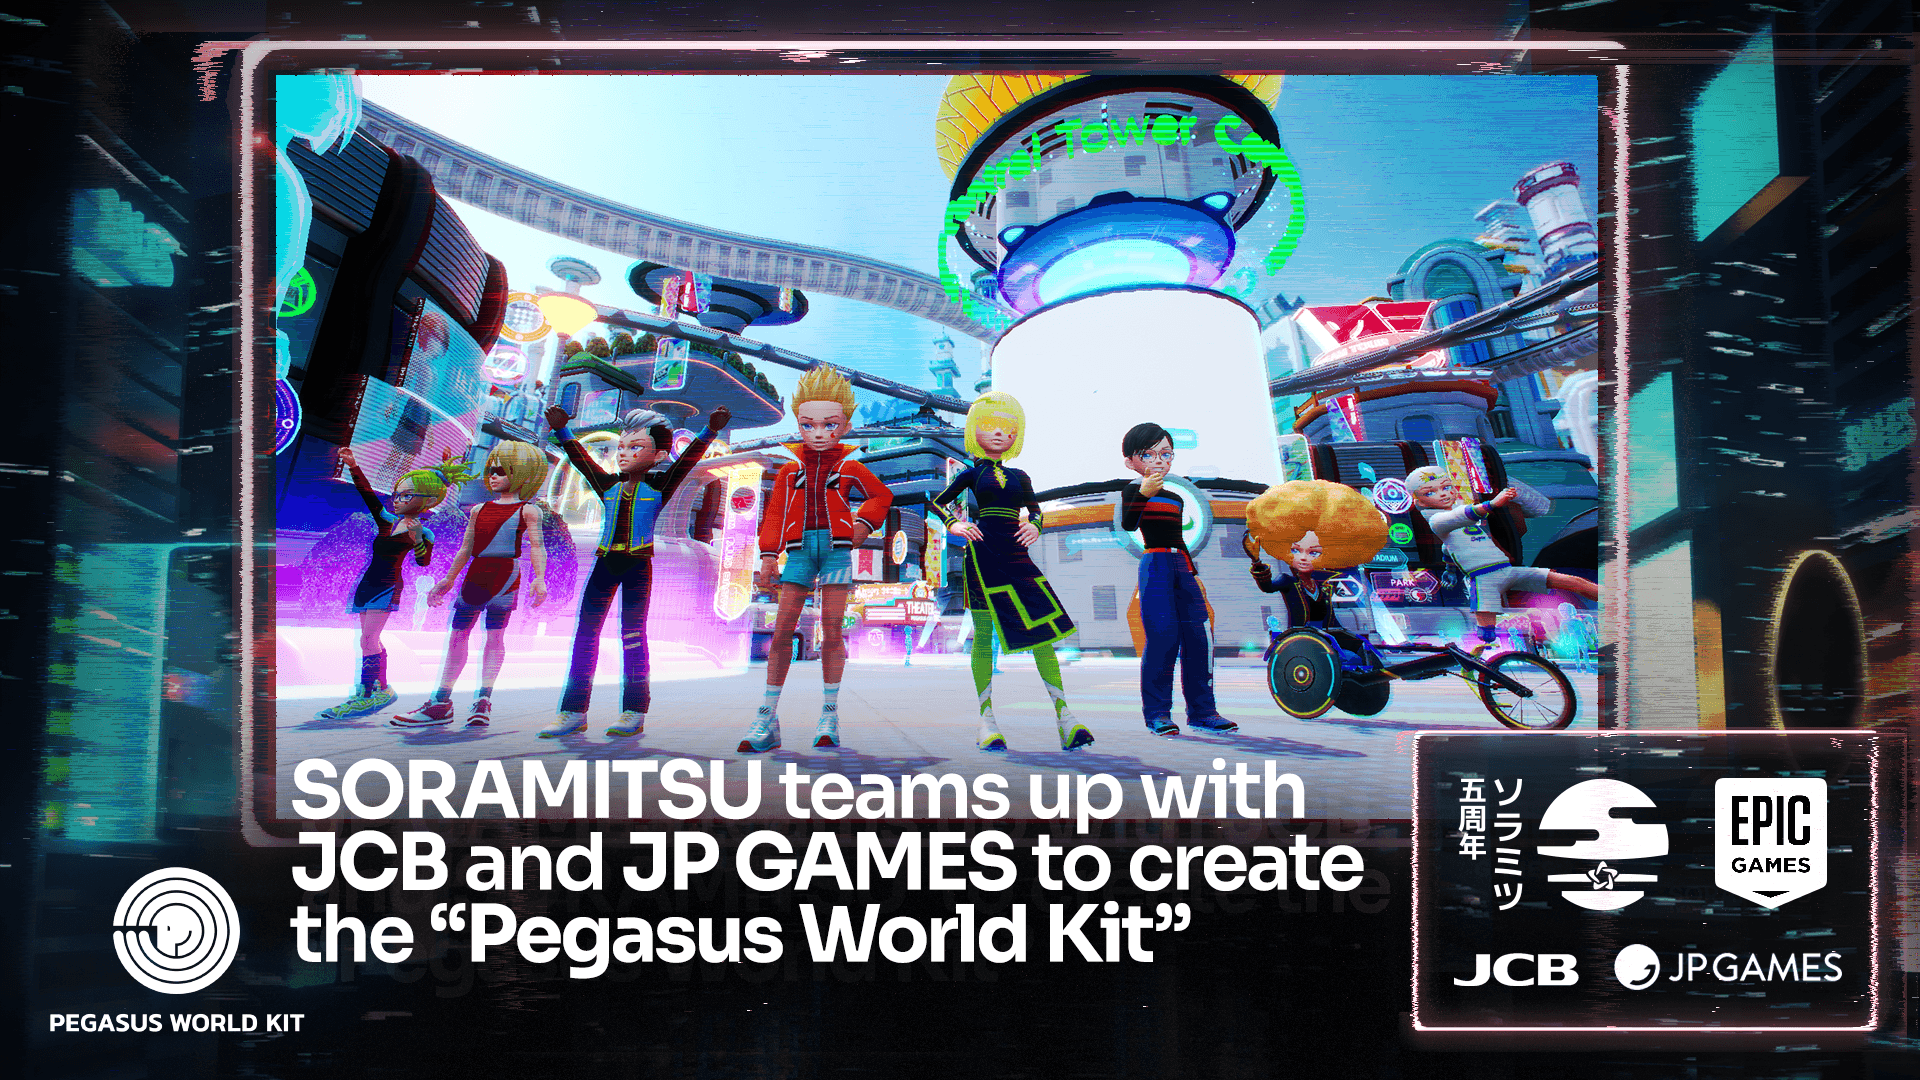 Tower
THEATER
PARK
SORAMITSU teams up with
JCB and JP GAMES to create
the “Pegasus World Kit”
PEGASUS WORLD KIT
ソラミツ
五周年
EPIC
GAMES
JCB
JP GAMES